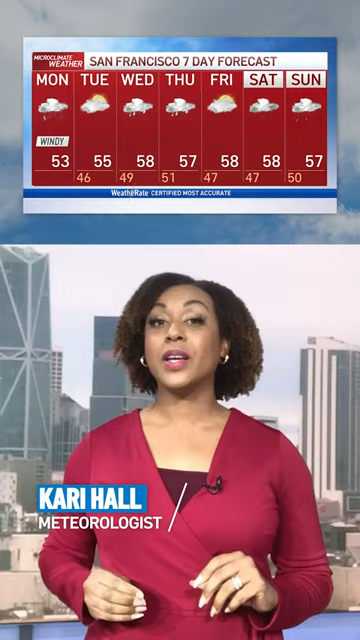 MICROCLIMATE
WEATHER
SAN FRANCISCO 7 DAY FORECAST
MON TUE WED THU FRI SAT SUN
WINDY
53 55 58 57 58 58 57
46 49 51 47 47 50
WeatheRate CERTIFIED MOST ACCURATE
KARI HALL
METEOROLOGIST